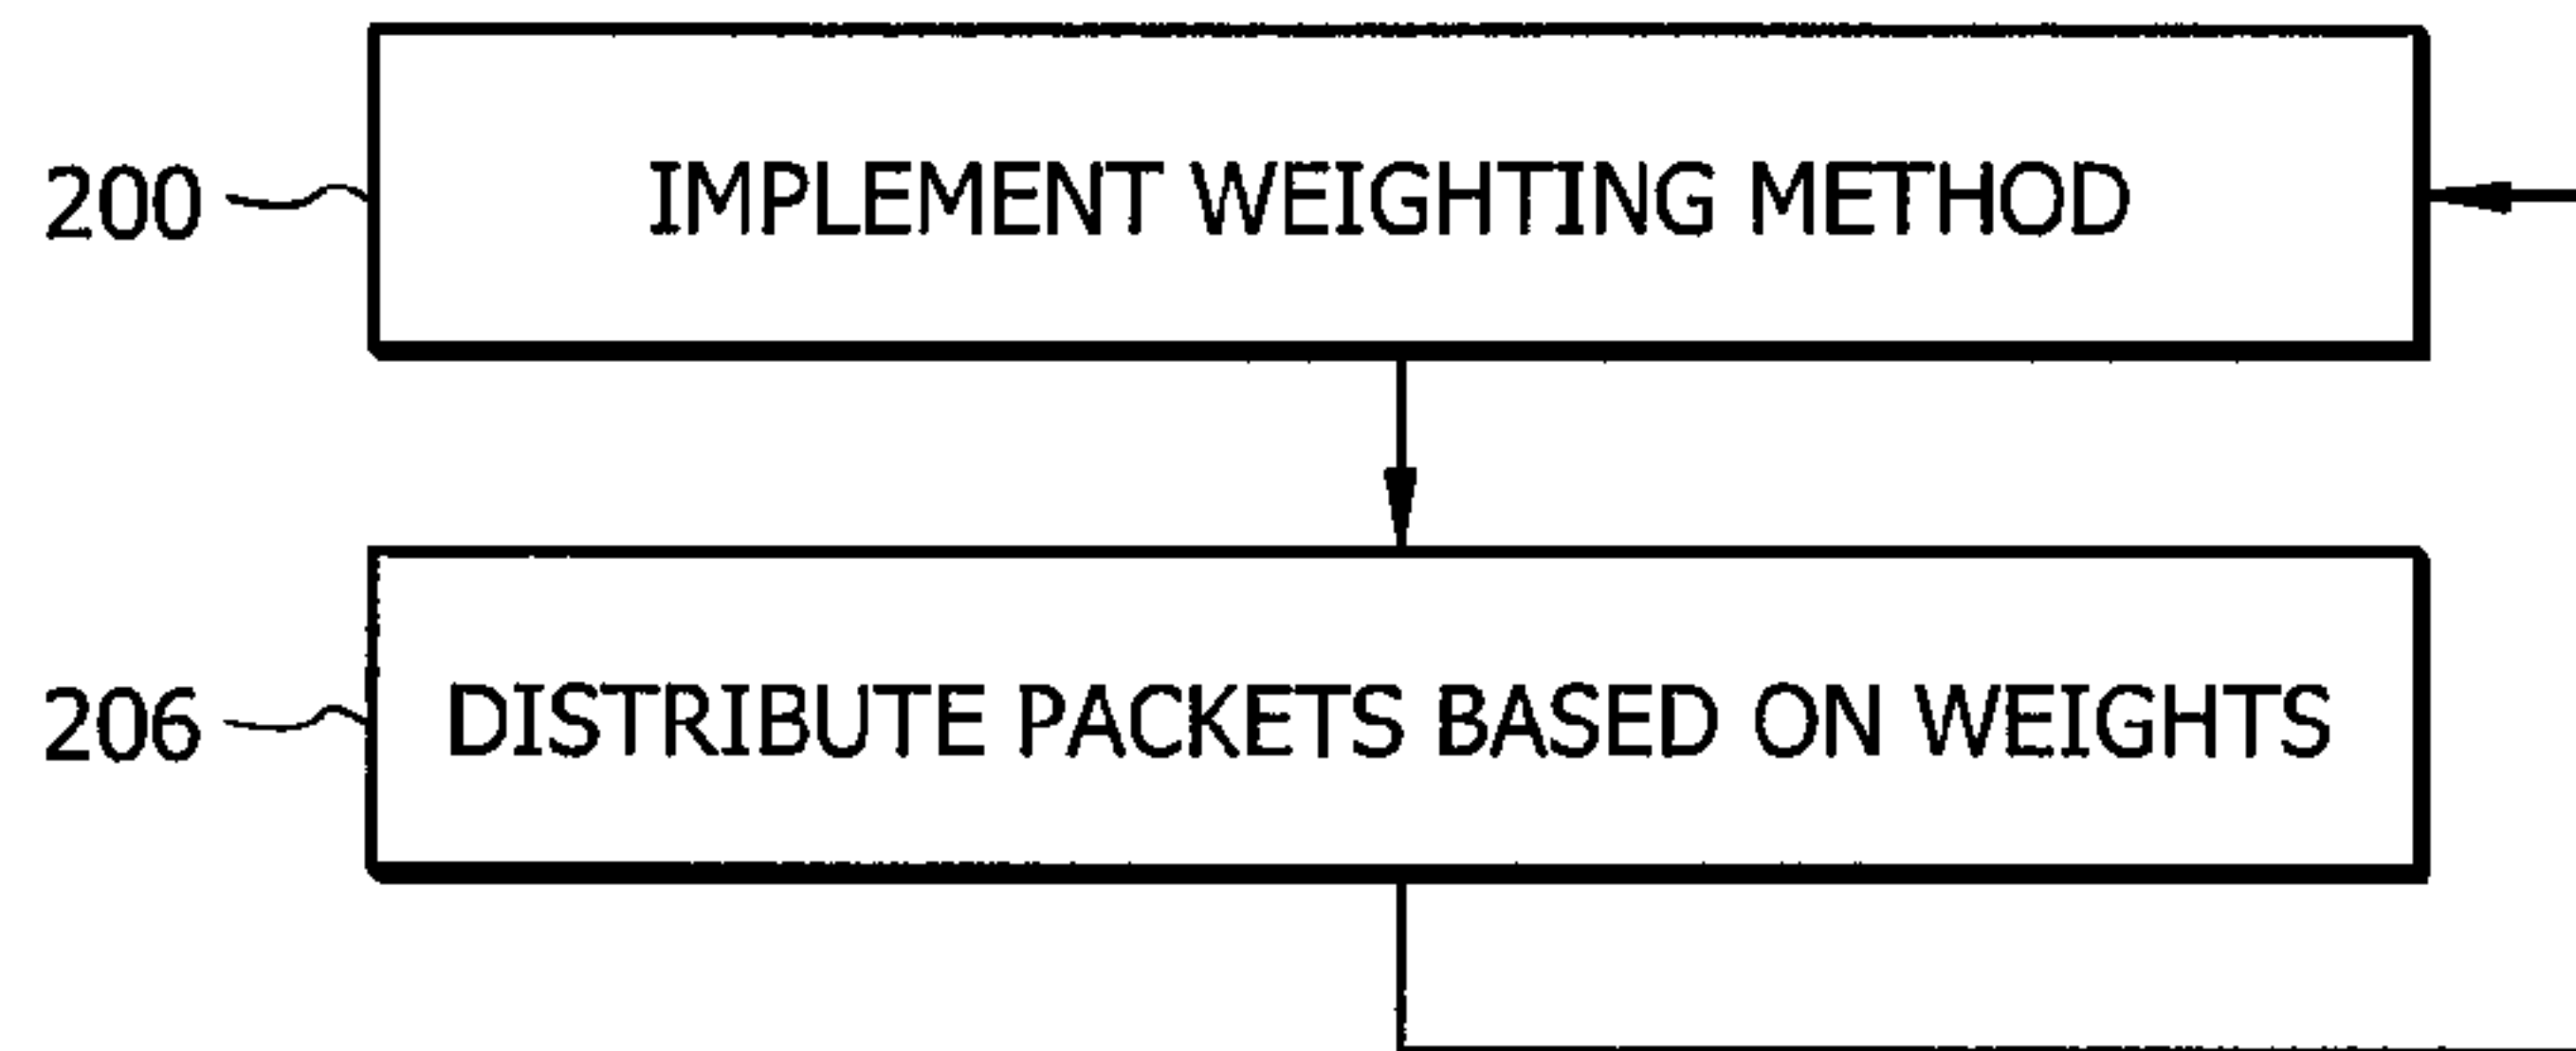 200 IMPLEMENT WEIGHTING METHOD
206 DISTRIBUTE PACKETS BASED ON WEIGHTS